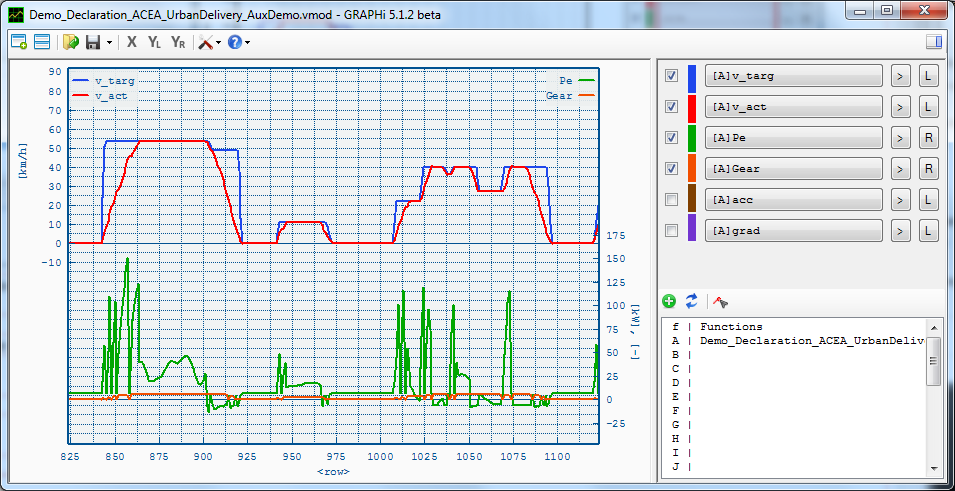 Demo_Declaration_ACEA_UrbanDelivery_AuxDemo.vmod - GRAPHi 5.1.2 beta
X YL YR
90
80
70
60
50
40
30
20
10
0
-10
[km/h]
v_targ
v_act
Pe
Gear
175
150
125
100
75
50
25
0
-25
[kW], [-]
825 850 875 900 925 950 975 1000 1025 1050 1075 1100
<row>
[A]v_targ > L
[A]v_act > L
[A]Pe > R
[A]Gear > R
[A]acc > L
[A]grad > L
f | Functions
A | Demo_Declaration_ACEA_UrbanDelive
B |
C |
D |
E |
F |
G |
H |
I |
J |